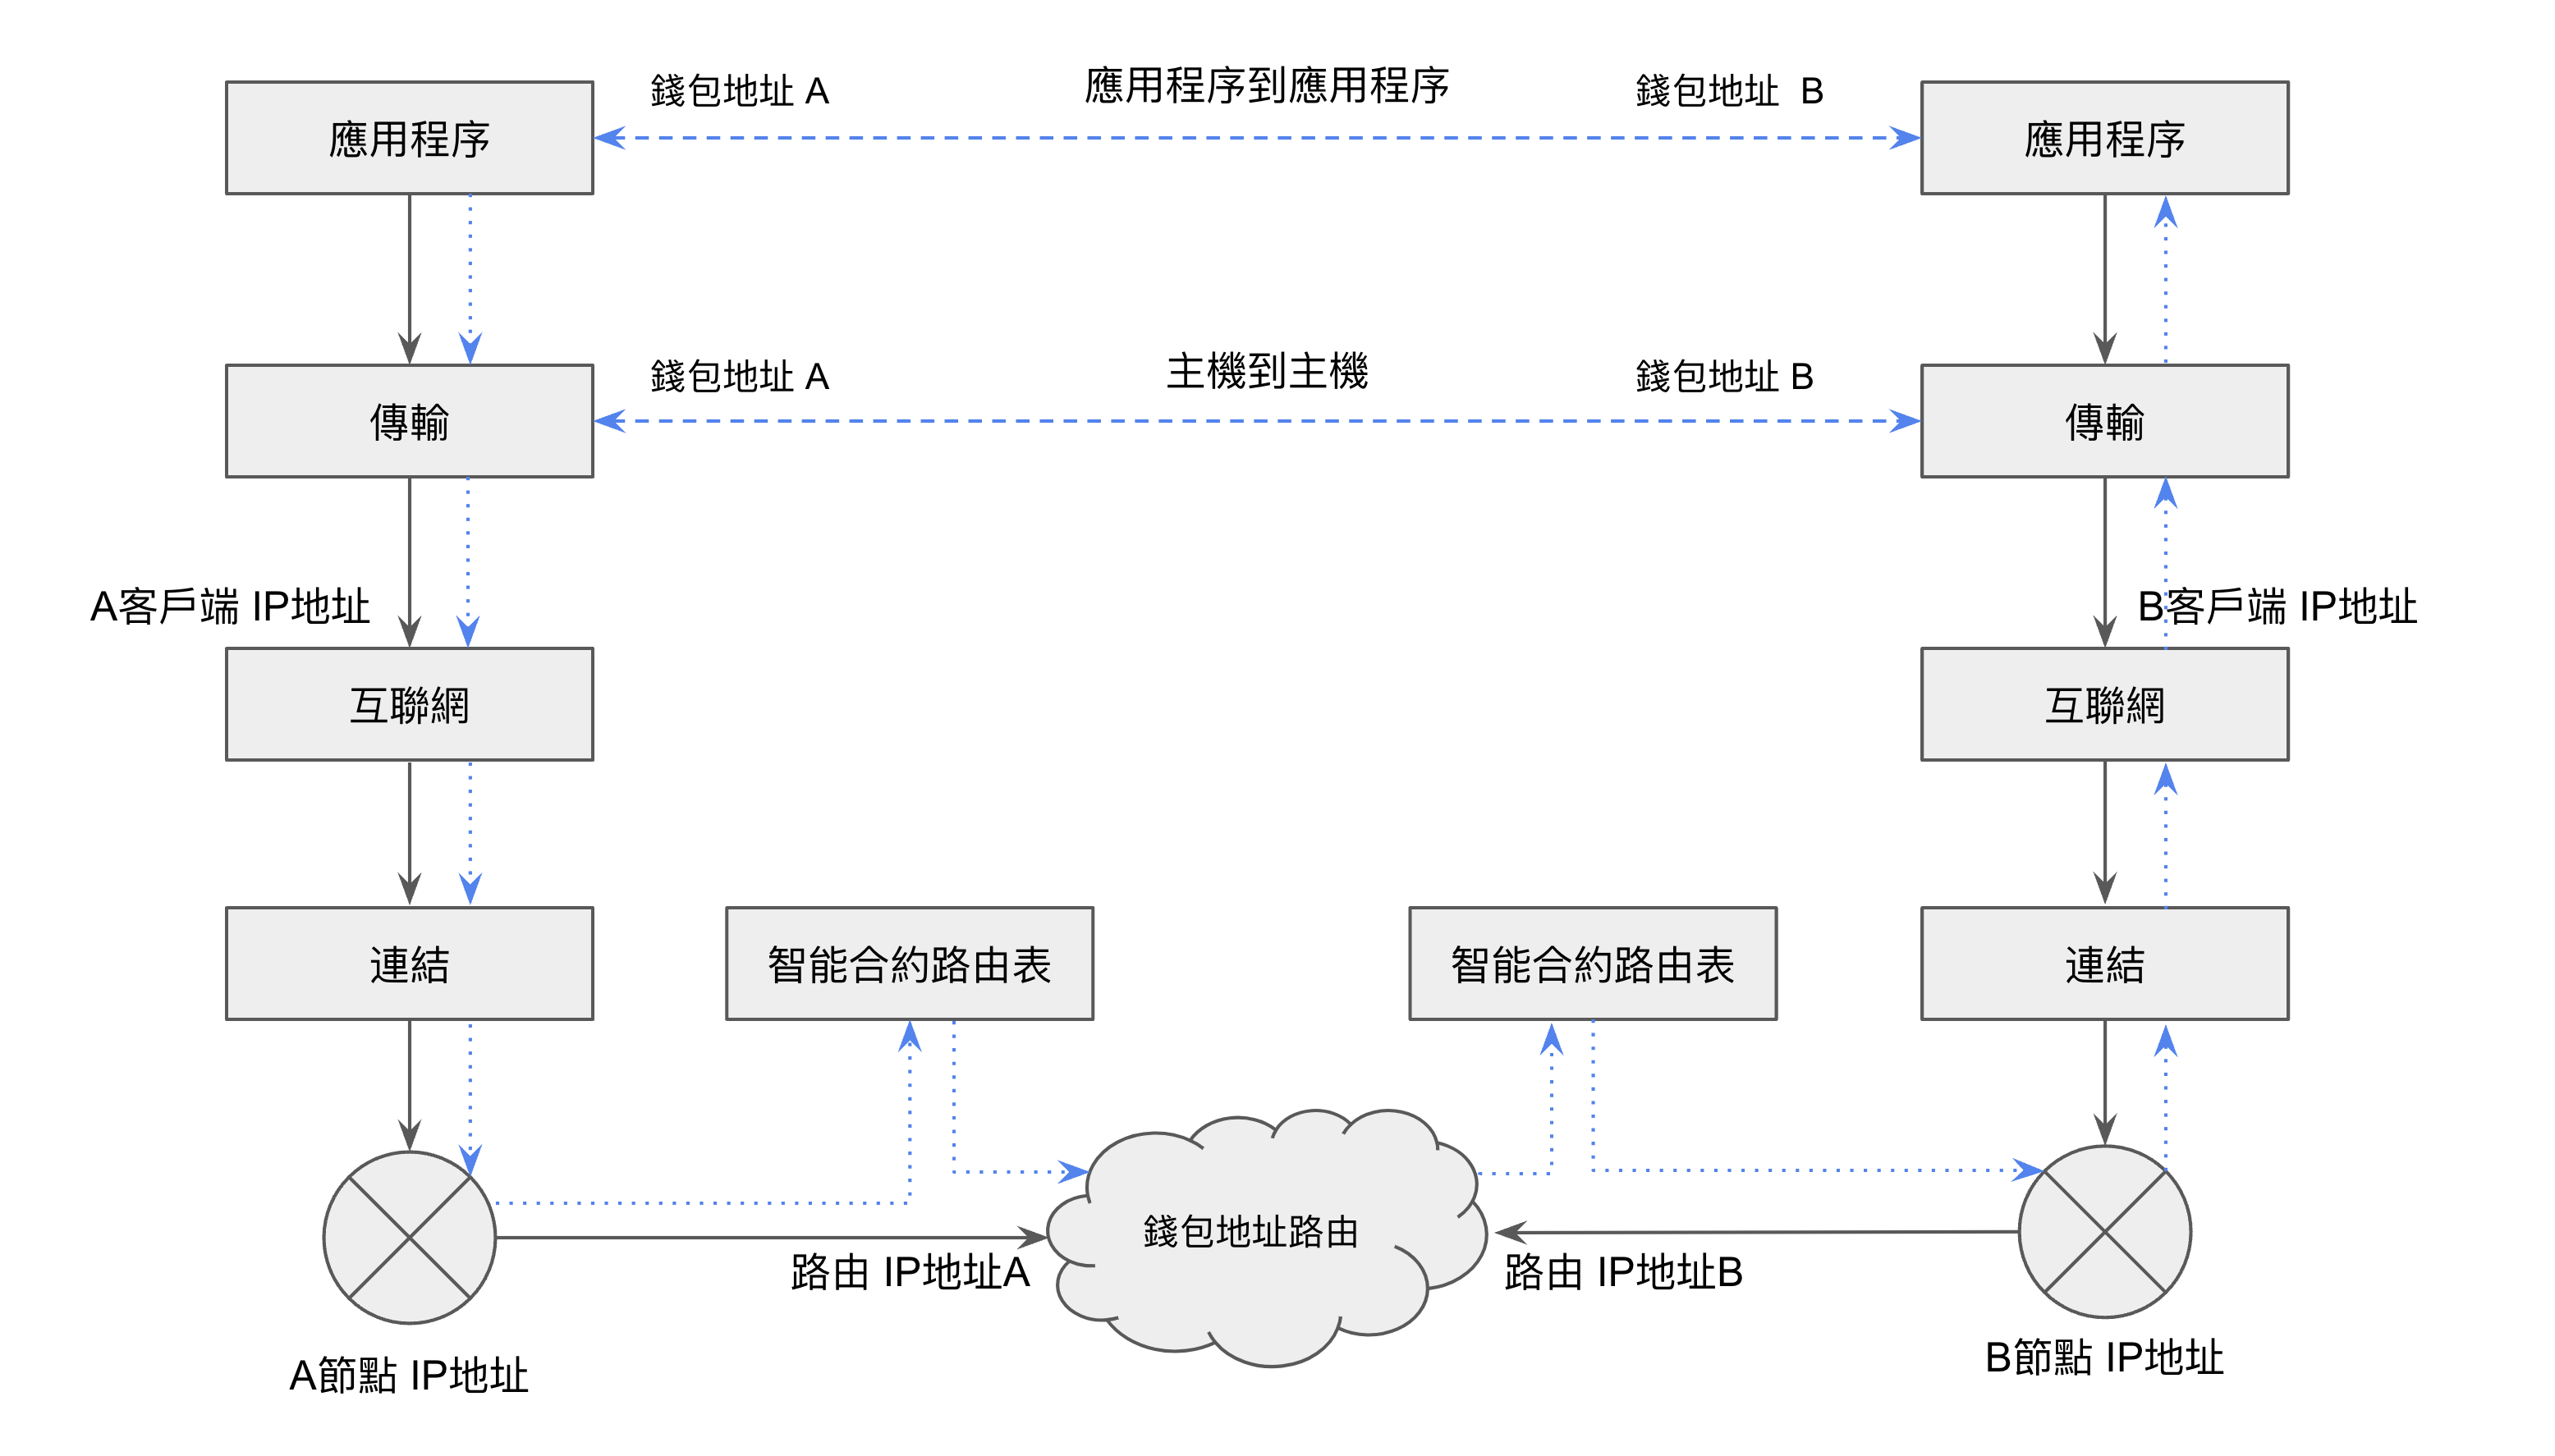 錢包地址 A
應用程序到應用程序
錢包地址 B
應用程序
應用程序
錢包地址 A
主機到主機
錢包地址 B
傳輸
傳輸
A客戶端 IP地址
B客戶端 IP地址
互聯網
互聯網
連結
智能合約路由表
智能合約路由表
連結
錢包地址路由
路由 IP地址A
路由 IP地址B
A節點 IP地址
B節點 IP地址